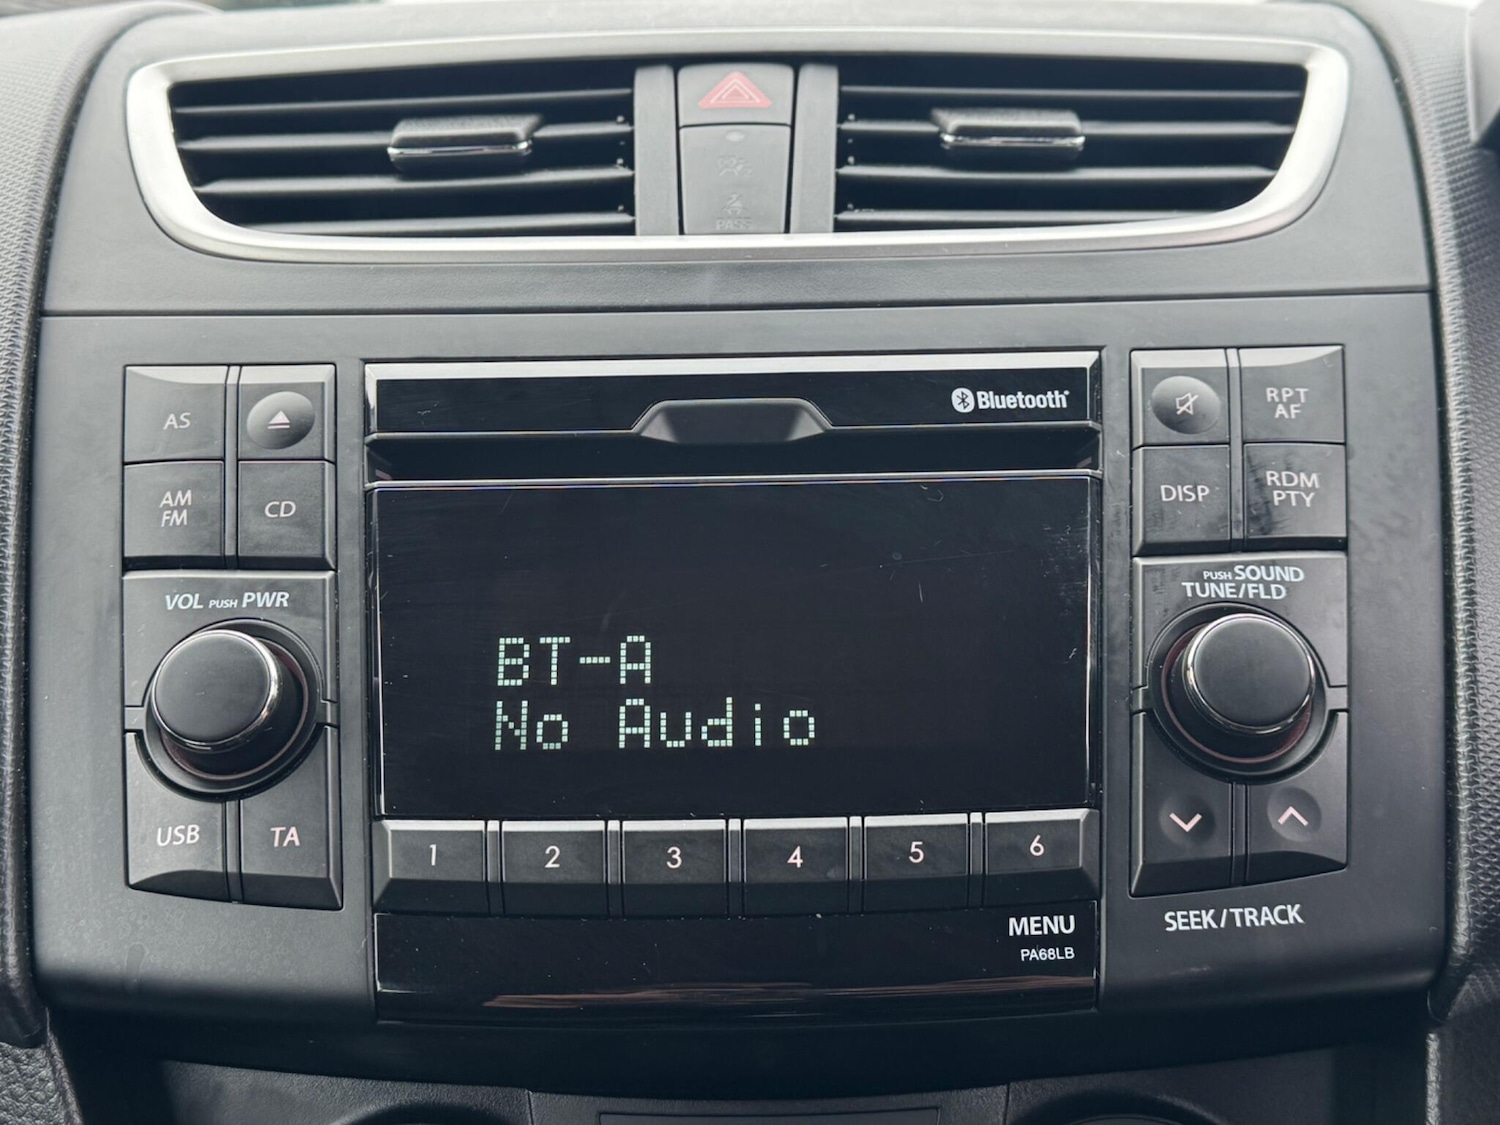 PASS
Bluetooth®
AS
AM
FM
CD
VOL PUSH PWR
USB
TA
BT-A
No Audio
1 2 3 4 5 6
MENU
PA68LB
RPT
AF
DISP
RDM
PTY
PUSH SOUND
TUNE/FLD
SEEK/TRACK